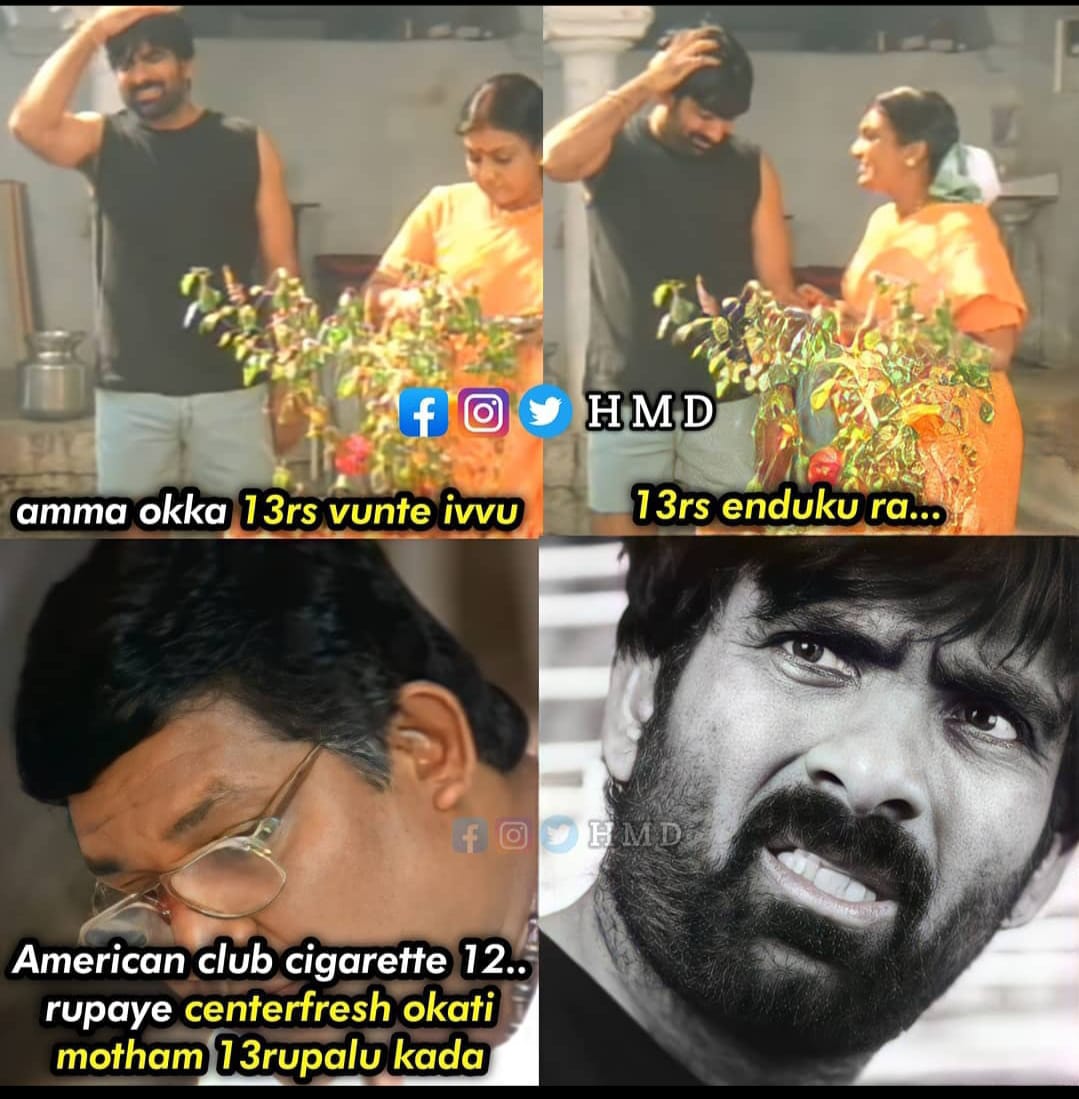 amma okka 13rs vunte ivvu
13rs enduku ra...
HMD
American club cigarette 12..
rupaye centerfresh okati
motham 13rupalu kada
HMD